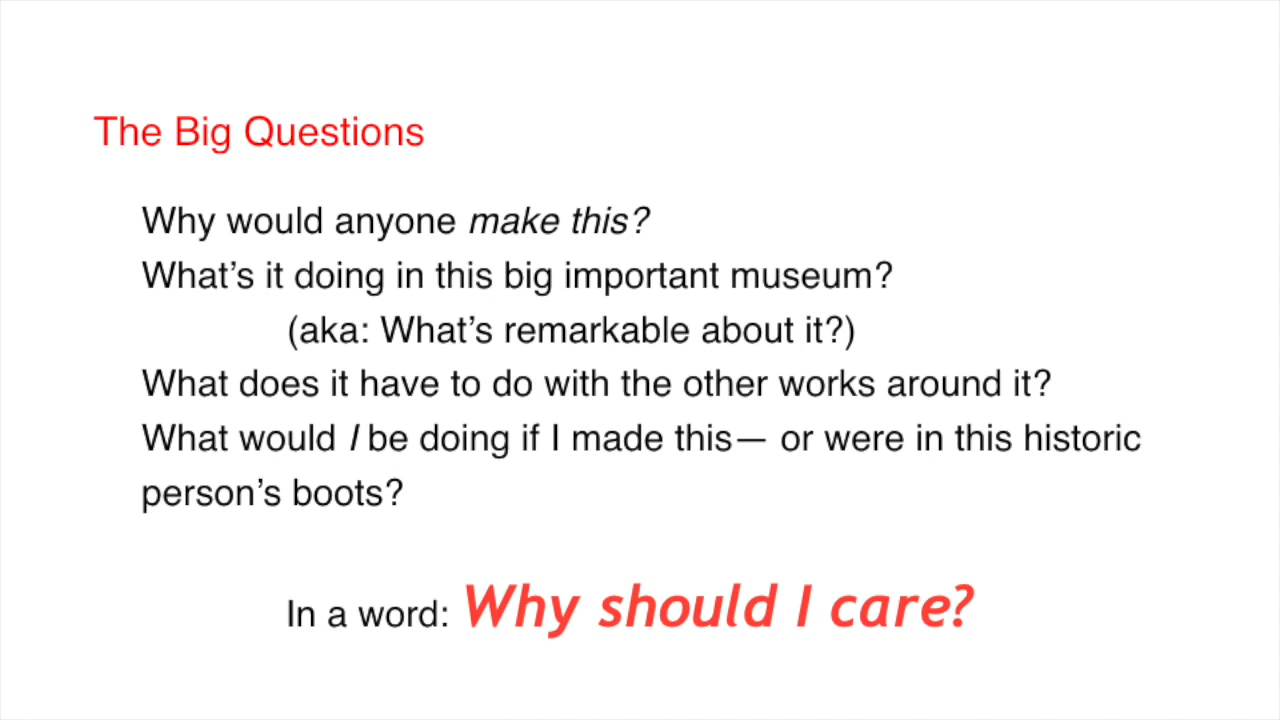 The Big Questions
Why would anyone make this?
What’s it doing in this big important museum?
(aka: What’s remarkable about it?)
What does it have to do with the other works around it?
What would I be doing if I made this— or were in this historic
person’s boots?
In a word: Why should I care?